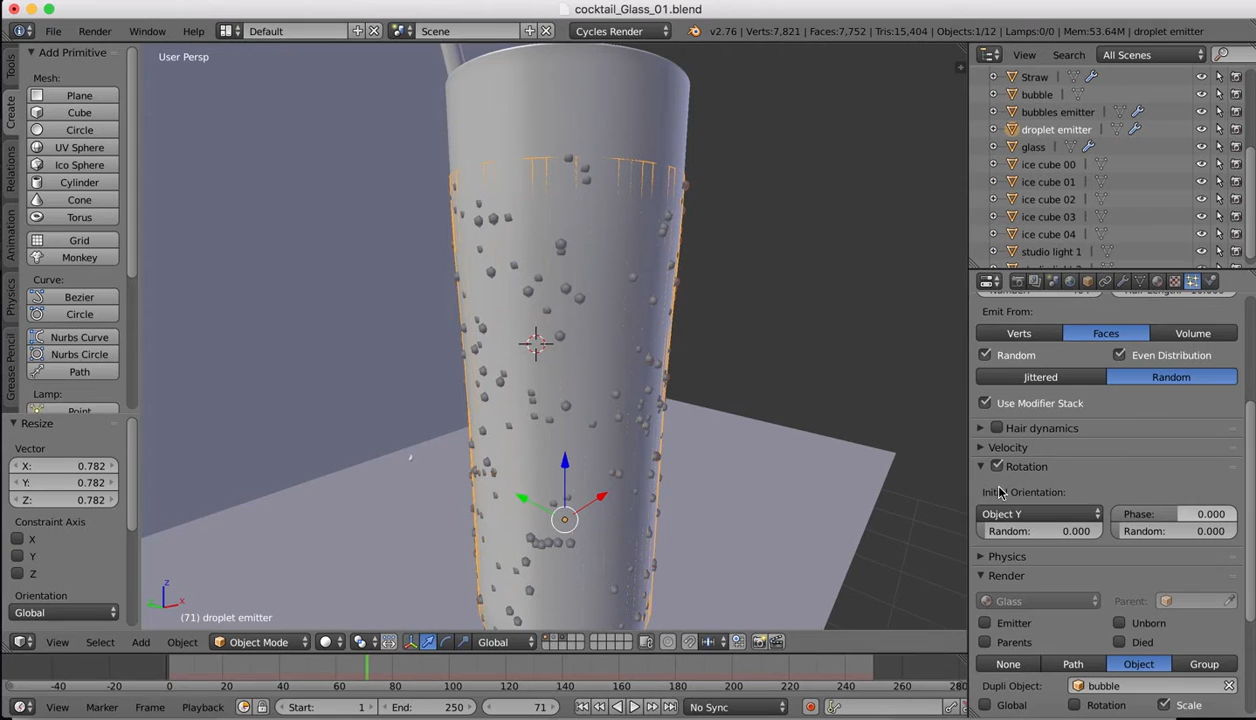 cocktail_Glass_01.blend
File Render Window Help Default Scene Cycles Render v2.76 | Verts:7,821 | Faces:7,752 | Tris:15,404 | Objects:1/12 | Lamps:0/0 | Mem:53.64M | droplet emitter
Tools
Create
Relations
Animation
Physics
Grease Pencil
Add Primitive
Mesh:
Plane
Cube
Circle
UV Sphere
Ico Sphere
Cylinder
Cone
Torus
Grid
Monkey
Curve:
Bezier
Circle
Nurbs Curve
Nurbs Circle
Path
Lamp:
Point
Resize
Vector
X: 0.782
Y: 0.782
Z: 0.782
Constraint Axis
X
Y
Z
Orientation
Global
User Persp
(71) droplet emitter
View Select Add Object Object Mode Global
View Search All Scenes
Straw
bubble
bubbles emitter
droplet emitter
glass
ice cube 00
ice cube 01
ice cube 02
ice cube 03
ice cube 04
studio light 1
Emit From:
Verts Faces Volume
Random Even Distribution
Jittered Random
Use Modifier Stack
Hair dynamics
Velocity
Rotation
Orientation:
Object Y Phase: 0.000
Random: 0.000 Random: 0.000
Physics
Render
Glass Parent:
Emitter Unborn
Parents Died
None Path Object Group
Dupli Object: bubble
Global Rotation Scale
-40 -20 0 20 40 60 80 100 120 140 160 180 200 220 240 260 280
View Marker Frame Playback Start: 1 End: 250 71 No Sync